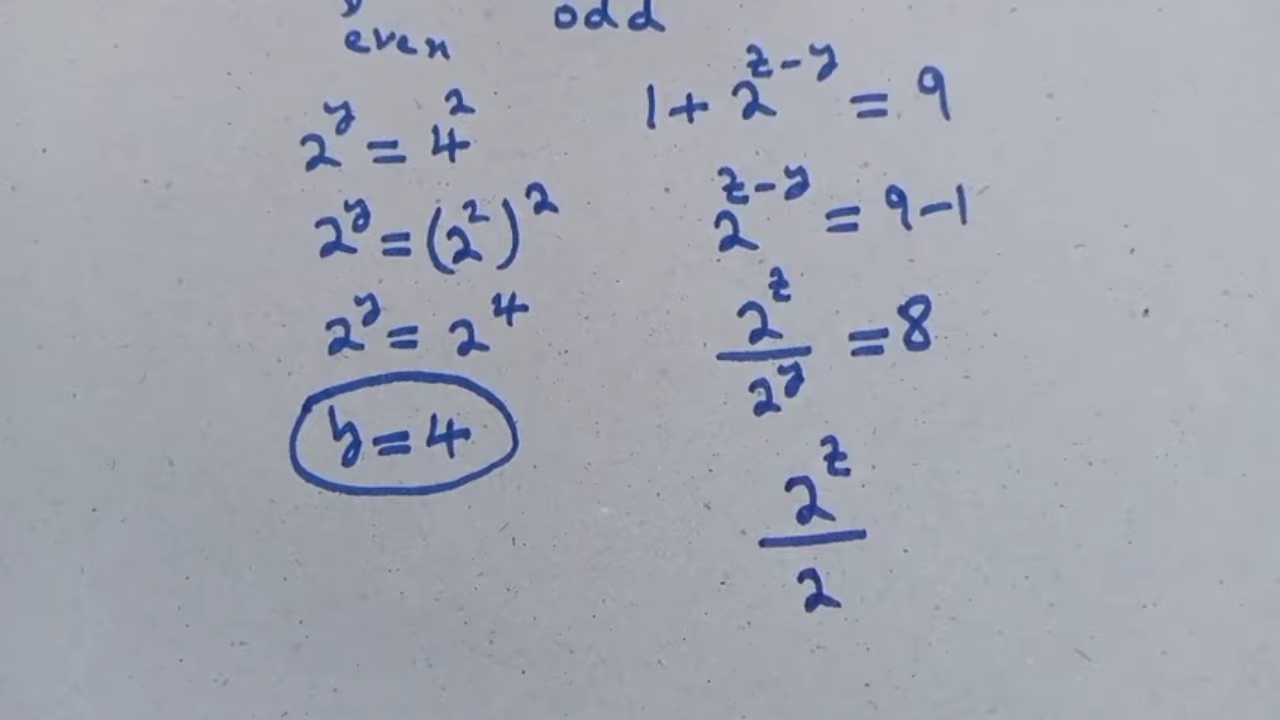 even odd
2^y = 4^2
2^y = (2^2)^2
2^y = 2^4
y = 4
1 + 2^{z-y} = 9
2^{z-y} = 9 - 1
2^z / 2^y = 8
2^z / 2